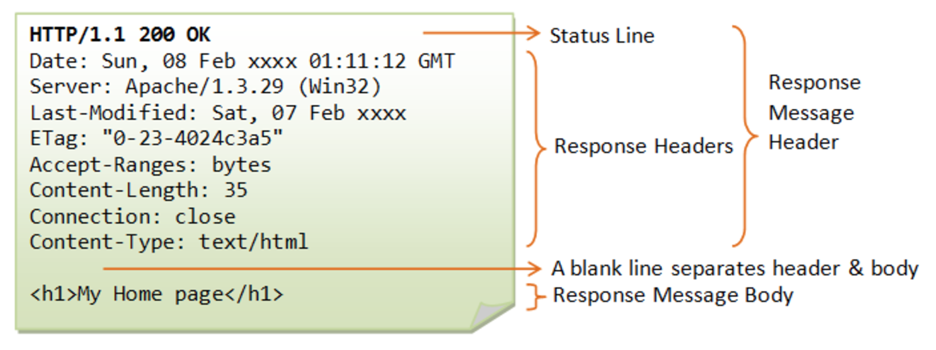 HTTP/1.1 200 OK
Date: Sun, 08 Feb xxxx 01:11:12 GMT
Server: Apache/1.3.29 (Win32)
Last-Modified: Sat, 07 Feb xxxx
ETag: "0-23-4024c3a5"
Accept-Ranges: bytes
Content-Length: 35
Connection: close
Content-Type: text/html
<h1>My Home page</h1>
Status Line
Response Headers
A blank line separates header & body
Response Message Body
Response
Message
Header